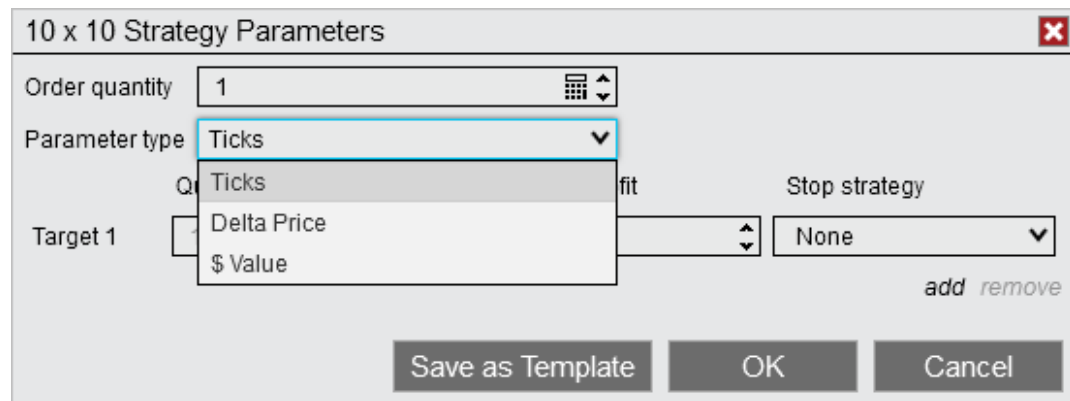 10 x 10 Strategy Parameters
Order quantity 1
Parameter type Ticks
Ticks
Stop strategy
Target 1 Delta Price None
$ Value
add remove
Save as Template OK Cancel